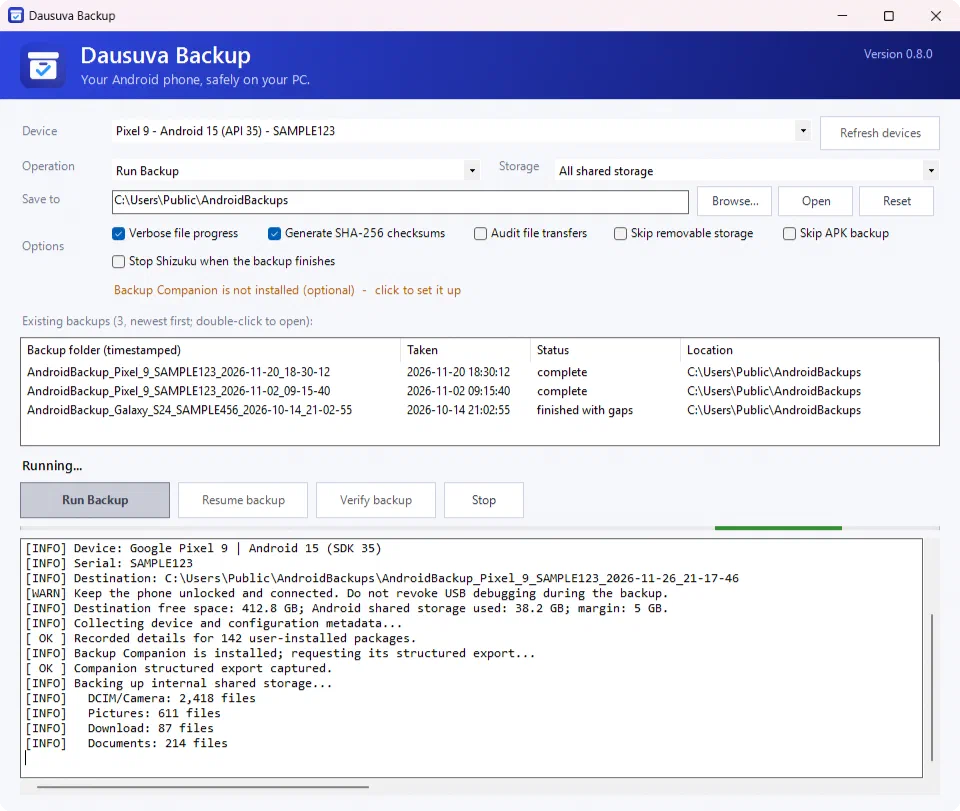 Dausuva Backup
Dausuva Backup
Your Android phone, safely on your PC.
Version 0.8.0
Device
Pixel 9 - Android 15 (API 35) - SAMPLE123
Refresh devices
Operation
Run Backup
Storage
All shared storage
Save to
C:\Users\Public\AndroidBackups
Browse...
Open
Reset
Options
Verbose file progress
Generate SHA-256 checksums
Audit file transfers
Skip removable storage
Skip APK backup
Stop Shizuku when the backup finishes
Backup Companion is not installed (optional) - click to set it up
Existing backups (3, newest first; double-click to open):
Backup folder (timestamped) Taken Status Location
AndroidBackup_Pixel_9_SAMPLE123_2026-11-20_18-30-12 2026-11-20 18:30:12 complete C:\Users\Public\AndroidBackups
AndroidBackup_Pixel_9_SAMPLE123_2026-11-02_09-15-40 2026-11-02 09:15:40 complete C:\Users\Public\AndroidBackups
AndroidBackup_Galaxy_S24_SAMPLE456_2026-10-14_21-02-55 2026-10-14 21:02:55 finished with gaps C:\Users\Public\AndroidBackups
Running...
Run Backup
Resume backup
Verify backup
Stop
[INFO] Device: Google Pixel 9 | Android 15 (SDK 35)
[INFO] Serial: SAMPLE123
[INFO] Destination: C:\Users\Public\AndroidBackups\AndroidBackup_Pixel_9_SAMPLE123_2026-11-26_21-17-46
[WARN] Keep the phone unlocked and connected. Do not revoke USB debugging during the backup.
[INFO] Destination free space: 412.8 GB; Android shared storage used: 38.2 GB; margin: 5 GB.
[INFO] Collecting device and configuration metadata...
[ OK ] Recorded details for 142 user-installed packages.
[INFO] Backup Companion is installed; requesting its structured export...
[ OK ] Companion structured export captured.
[INFO] Backing up internal shared storage...
[INFO]   DCIM/Camera: 2,418 files
[INFO]   Pictures: 611 files
[INFO]   Download: 87 files
[INFO]   Documents: 214 files